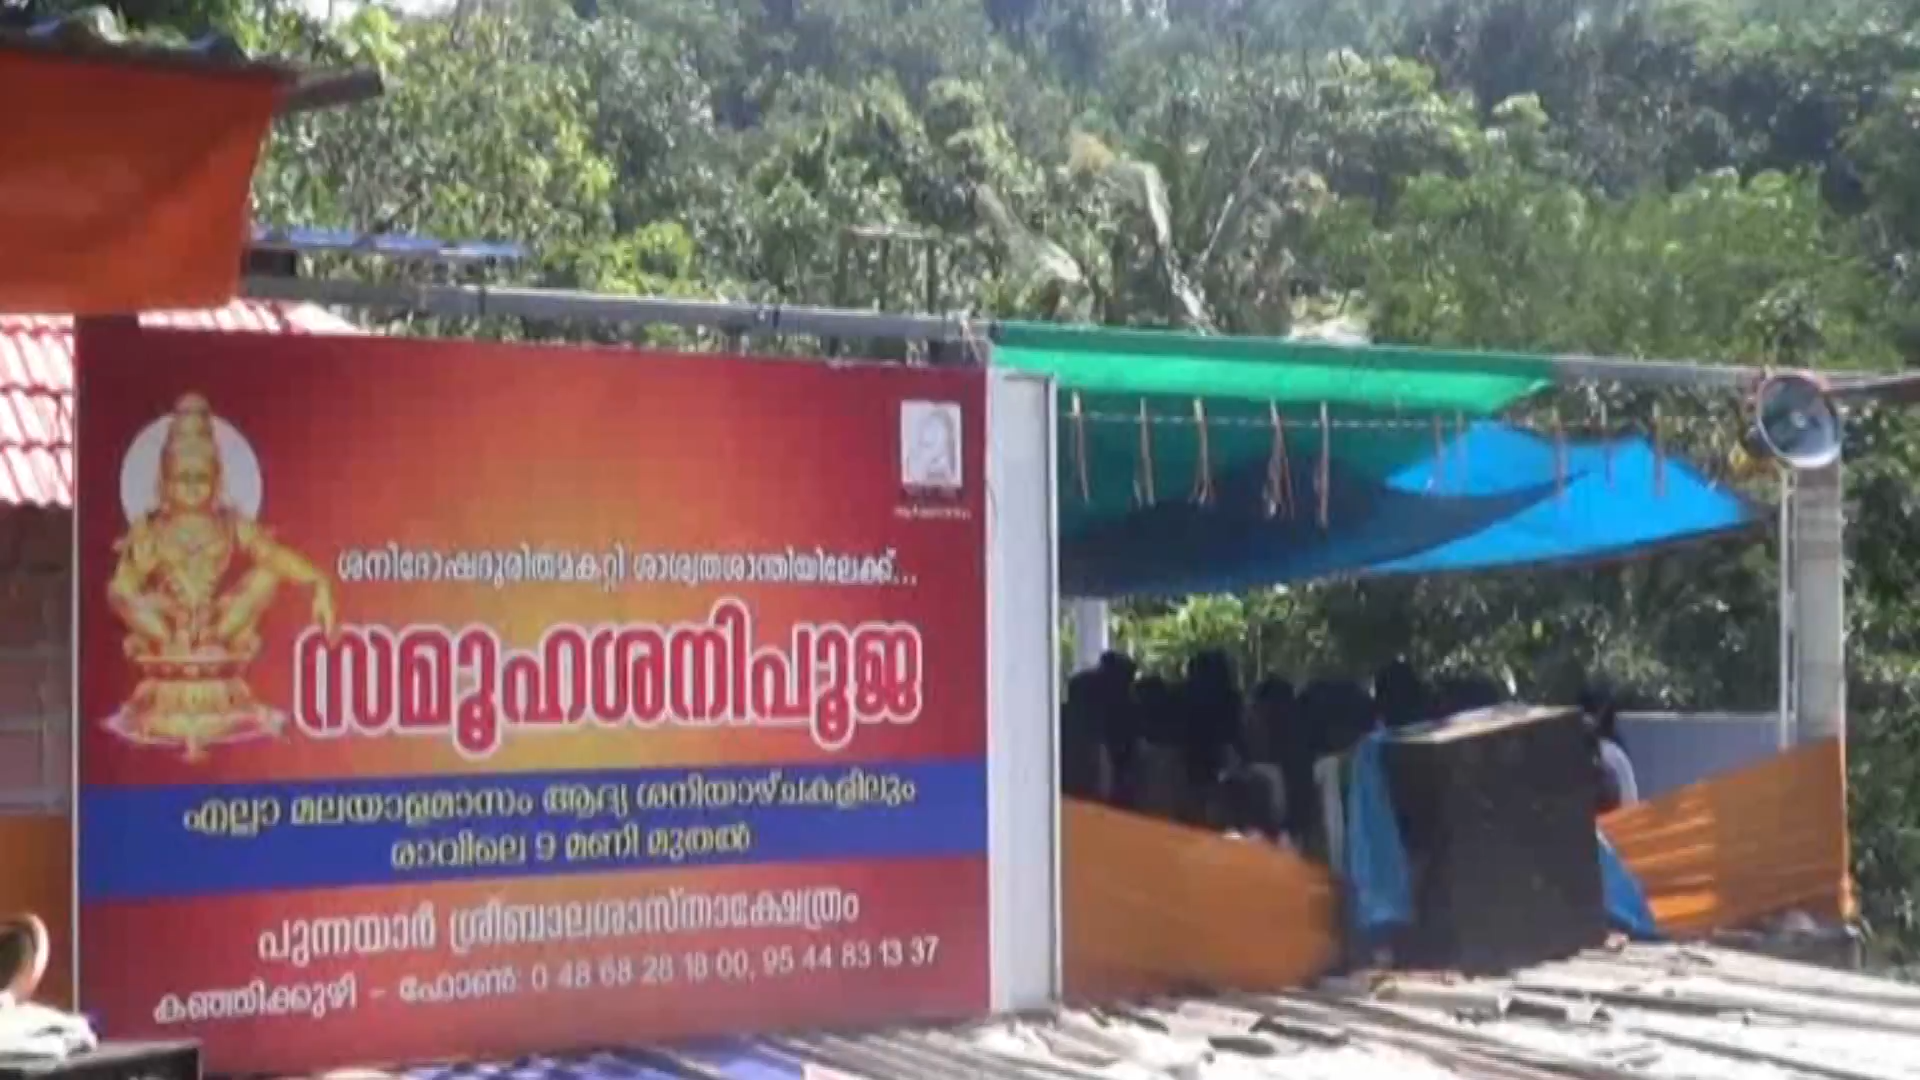 ശനിദോഷദുരിതമകറ്റി ശാശ്വതശാന്തിയിലേക്ക്...
സമൂഹശനിപൂജ
എല്ലാ മലയാളമാസം ആദ്യ ശനിയാഴ്ചകളിലും
രാവിലെ 9 മണി മുതൽ
പുന്നയാർ ശ്രീബാലശാസ്താക്ഷേത്രം
കഞ്ഞിക്കുഴി - ഫോൺ: 0 48 68 28 18 00, 95 44 83 13 37